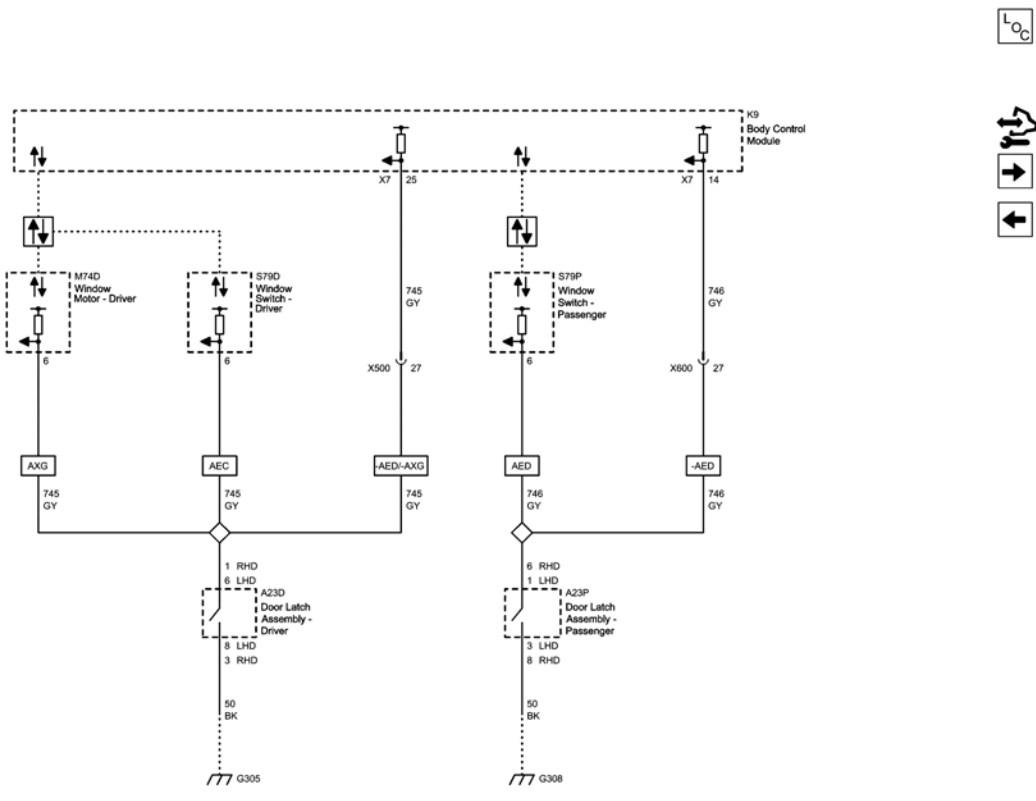 LOC
K9
Body Control
Module
X7 25
X7 14
M74D
Window
Motor - Driver
S79D
Window
Switch -
Driver
S79P
Window
Switch -
Passenger
745
GY
746
GY
6
6
6
X500 27
X600 27
AXG
AEC
-AED/-AXG
AED
-AED
745
GY
745
GY
745
GY
746
GY
746
GY
1 RHD
6 LHD
6 RHD
1 LHD
A23D
Door Latch
Assembly -
Driver
A23P
Door Latch
Assembly -
Passenger
8 LHD
3 RHD
3 LHD
8 RHD
50
BK
50
BK
G305
G308